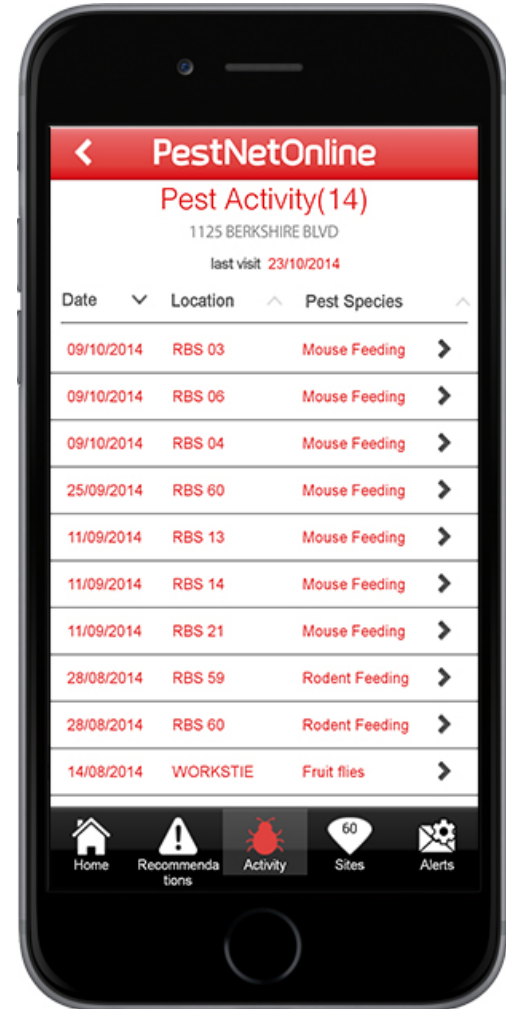 PestNetOnline
Pest Activity(14)
1125 BERKSHIRE BLVD
last visit 23/10/2014
Date Location Pest Species
09/10/2014 RBS 03 Mouse Feeding
09/10/2014 RBS 06 Mouse Feeding
09/10/2014 RBS 04 Mouse Feeding
25/09/2014 RBS 60 Mouse Feeding
11/09/2014 RBS 13 Mouse Feeding
11/09/2014 RBS 14 Mouse Feeding
11/09/2014 RBS 21 Mouse Feeding
28/08/2014 RBS 59 Rodent Feeding
28/08/2014 RBS 60 Rodent Feeding
14/08/2014 WORKSTIE Fruit flies
60
Home Recommenda Activity Sites Alerts
tions